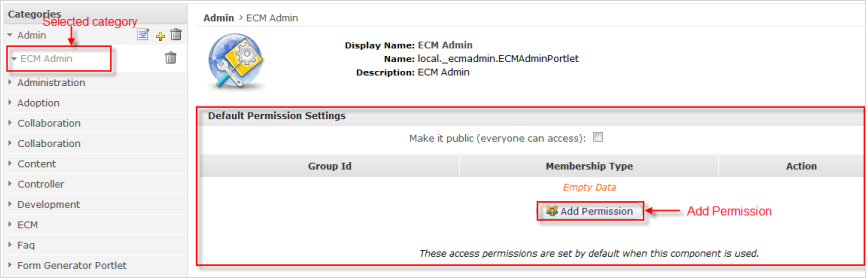 Categories
Selected category
Admin
ECM Admin
Administration
Adoption
Collaboration
Collaboration
Content
Controller
Development
ECM
Faq
Form Generator Portlet
Admin > ECM Admin
Display Name: ECM Admin
Name: local._ecmadmin.ECMAdminPortlet
Description: ECM Admin
Default Permission Settings
Make it public (everyone can access):
Group Id Membership Type Action
Empty Data
Add Permission Add Permission
These access permissions are set by default when this component is used.